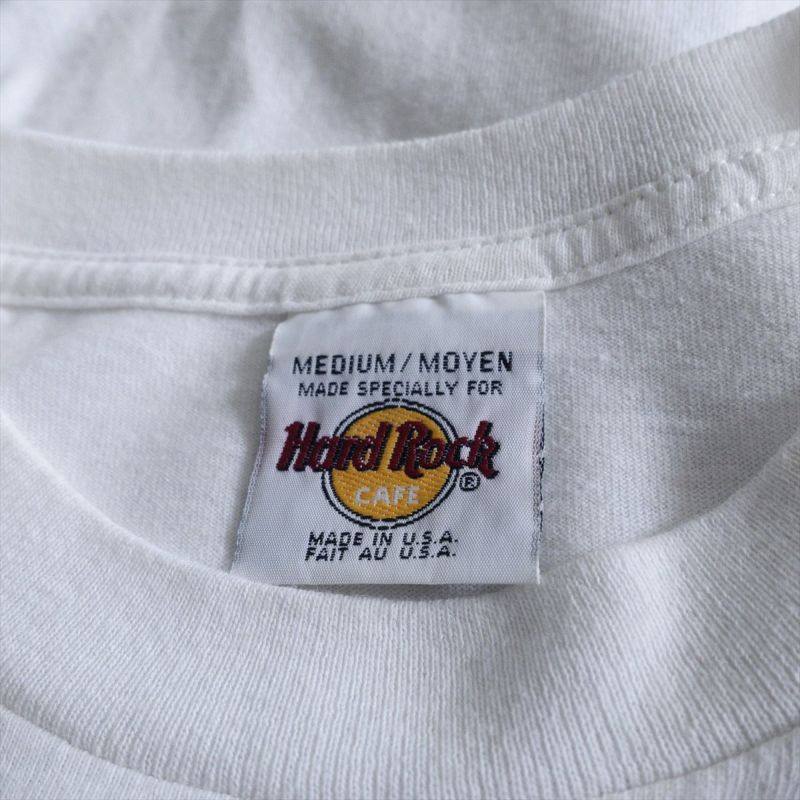 MEDIUM / MOYEN
MADE SPECIALLY FOR
Hard Rock
CAFE ®
MADE IN U.S.A.
FAIT AU U.S.A.